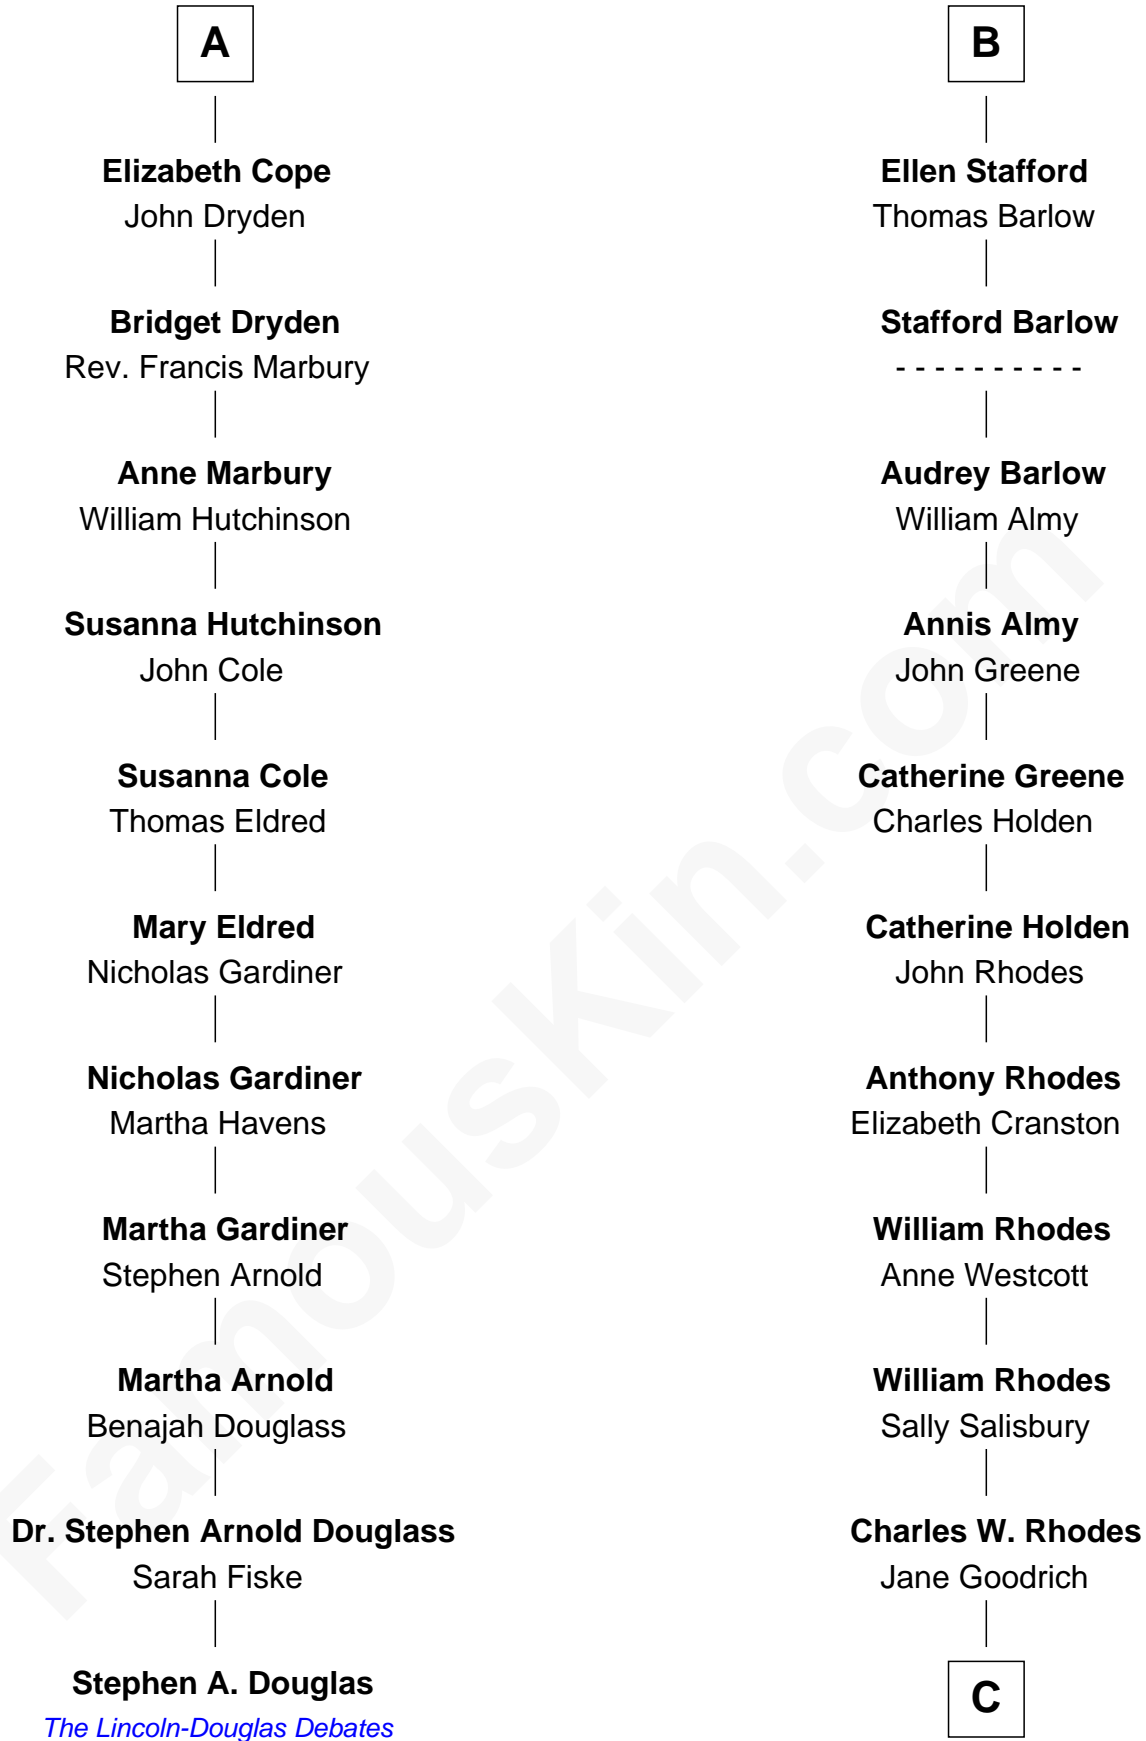 A
Elizabeth Cope
John Dryden
Bridget Dryden
Rev. Francis Marbury
Anne Marbury
William Hutchinson
Susanna Hutchinson
John Cole
Susanna Cole
Thomas Eldred
Mary Eldred
Nicholas Gardiner
Nicholas Gardiner
Martha Havens
Martha Gardiner
Stephen Arnold
Martha Arnold
Benajah Douglass
Dr. Stephen Arnold Douglass
Sarah Fiske
Stephen A. Douglas
The Lincoln-Douglas Debates
B
Ellen Stafford
Thomas Barlow
Stafford Barlow
- - - - - - - - - -
Audrey Barlow
William Almy
Annis Almy
John Greene
Catherine Greene
Charles Holden
Catherine Holden
John Rhodes
Anthony Rhodes
Elizabeth Cranston
William Rhodes
Anne Westcott
William Rhodes
Sally Salisbury
Charles W. Rhodes
Jane Goodrich
C
FamousKin.com